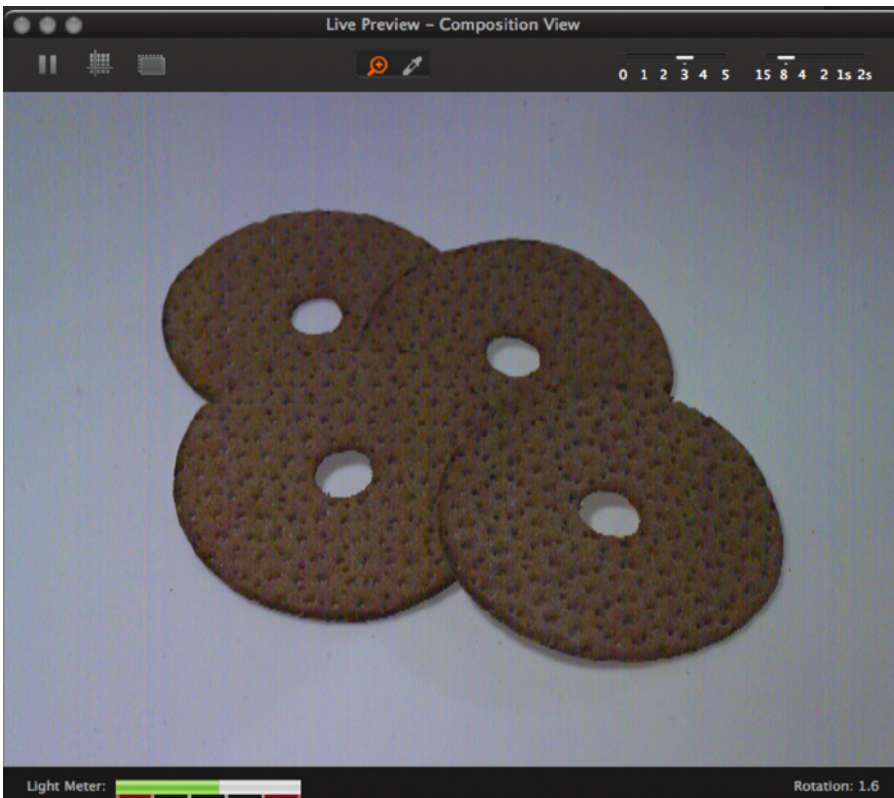 Live Preview – Composition View
0 1 2 3 4 5 15 8 4 2 1s 2s
Light Meter:
Rotation: 1.6